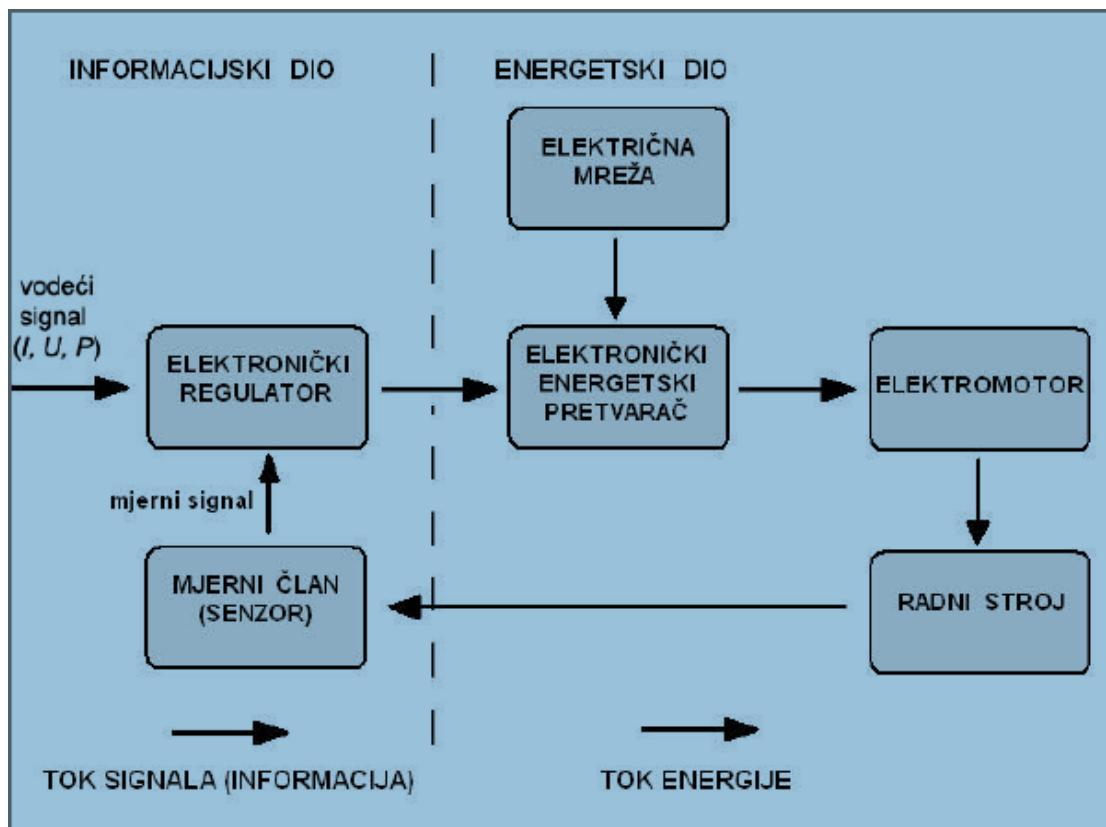 INFORMACIJSKI DIO
ENERGETSKI DIO
ELEKTRIČNA
MREŽA
vodeći
signal
(I, U, P)
ELEKTRONIČKI
REGULATOR
ELEKTRONIČKI
ENERGETSKI
PRETVARAČ
ELEKTROMOTOR
mjerni signal
MJERNI ČLAN
(SENZOR)
RADNI STROJ
TOK SIGNALA (INFORMACIJA)
TOK ENERGIJE